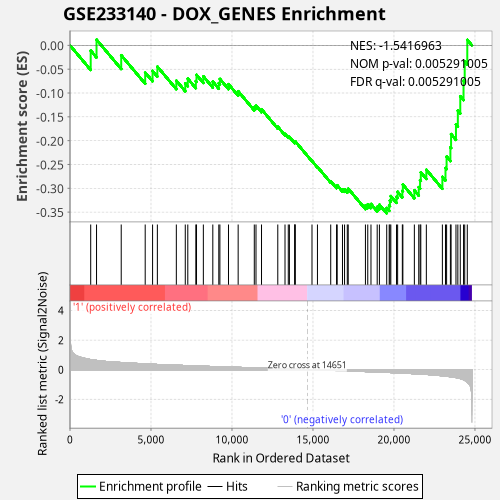 GSE233140 - DOX_GENES Enrichment
Enrichment score (ES)
0.00
-0.05
-0.10
-0.15
-0.20
-0.25
-0.30
-0.35
NES: -1.5416963
NOM p-val: 0.005291005
FDR q-val: 0.005291005
'1' (positively correlated)
Ranked list metric (Signal2Noise)
4
2
0
-2
Zero cross at 14651
'0' (negatively correlated)
0
5,000
10,000
15,000
20,000
25,000
Rank in Ordered Dataset
Enrichment profile
Hits
Ranking metric scores